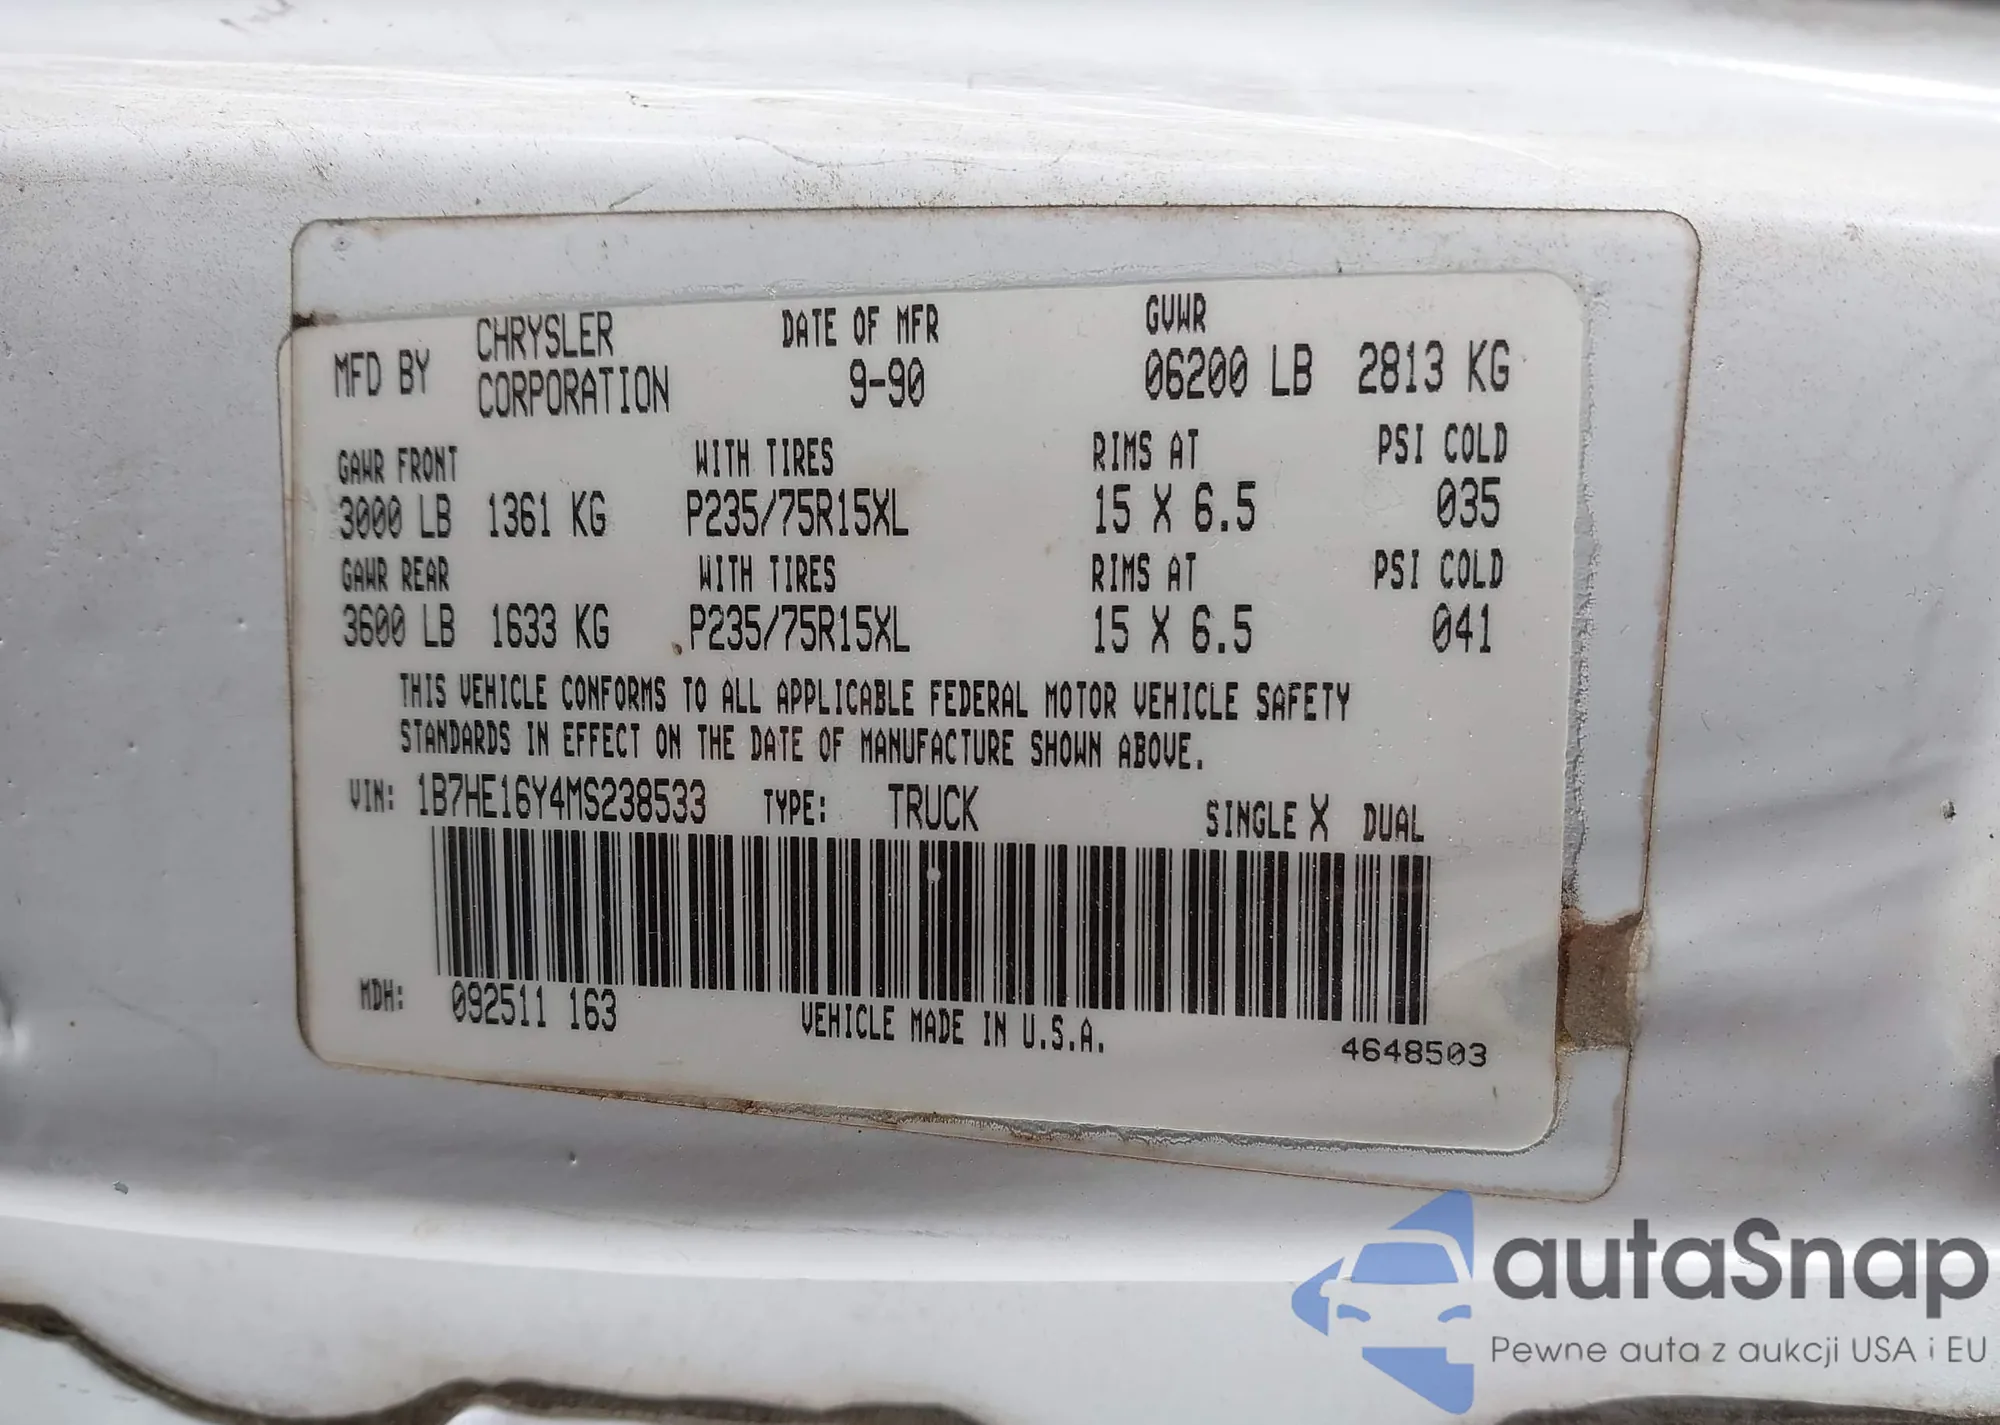 MFD BY CHRYSLER CORPORATION DATE OF MFR 9-90 GVWR 06200 LB 2813 KG
GAWR FRONT WITH TIRES RIMS AT PSI COLD
3000 LB 1361 KG P235/75R15XL 15 X 6.5 035
GAWR REAR WITH TIRES RIMS AT PSI COLD
3600 LB 1633 KG P235/75R15XL 15 X 6.5 041
THIS VEHICLE CONFORMS TO ALL APPLICABLE FEDERAL MOTOR VEHICLE SAFETY
STANDARDS IN EFFECT ON THE DATE OF MANUFACTURE SHOWN ABOVE.
VIN: 1B7HE16Y4MS238533 TYPE: TRUCK SINGLE X DUAL
MDH: 092511 163 VEHICLE MADE IN U.S.A. 4648503
autaSnap
Pewne auta z aukcji USA i EU